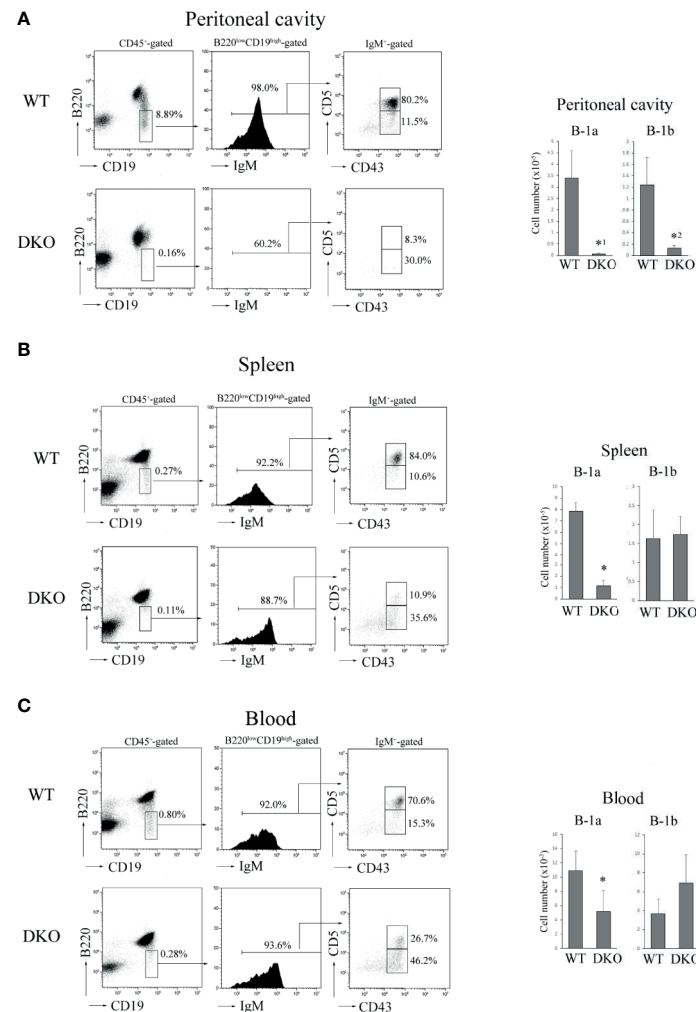 A
Peritoneal cavity
CD45⁺-gated
B220ˡᵒʷCD19ʰⁱᵍʰ-gated
IgM⁺-gated
WT
B220
8.89%
CD19
98.0%
IgM
CD5
80.2%
11.5%
CD43
DKO
B220
0.16%
CD19
60.2%
IgM
CD5
8.3%
30.0%
CD43
Peritoneal cavity
B-1a
B-1b
Cell number (x10⁻⁵)
*1
*2
WT DKO
WT DKO
B
Spleen
CD45⁺-gated
B220ˡᵒʷCD19ʰⁱᵍʰ-gated
IgM⁺-gated
WT
B220
0.27%
CD19
92.2%
IgM
CD5
84.0%
10.6%
CD43
DKO
B220
0.11%
CD19
88.7%
IgM
CD5
10.9%
35.6%
CD43
Spleen
B-1a
B-1b
Cell number (x10⁻⁵)
*
WT DKO
WT DKO
C
Blood
CD45⁺-gated
B220ˡᵒʷCD19ʰⁱᵍʰ-gated
IgM⁺-gated
WT
B220
0.80%
CD19
92.0%
IgM
CD5
70.6%
15.3%
CD43
DKO
B220
0.28%
CD19
93.6%
IgM
CD5
26.7%
46.2%
CD43
Blood
B-1a
B-1b
Cell number (x10⁻³)
*
WT DKO
WT DKO